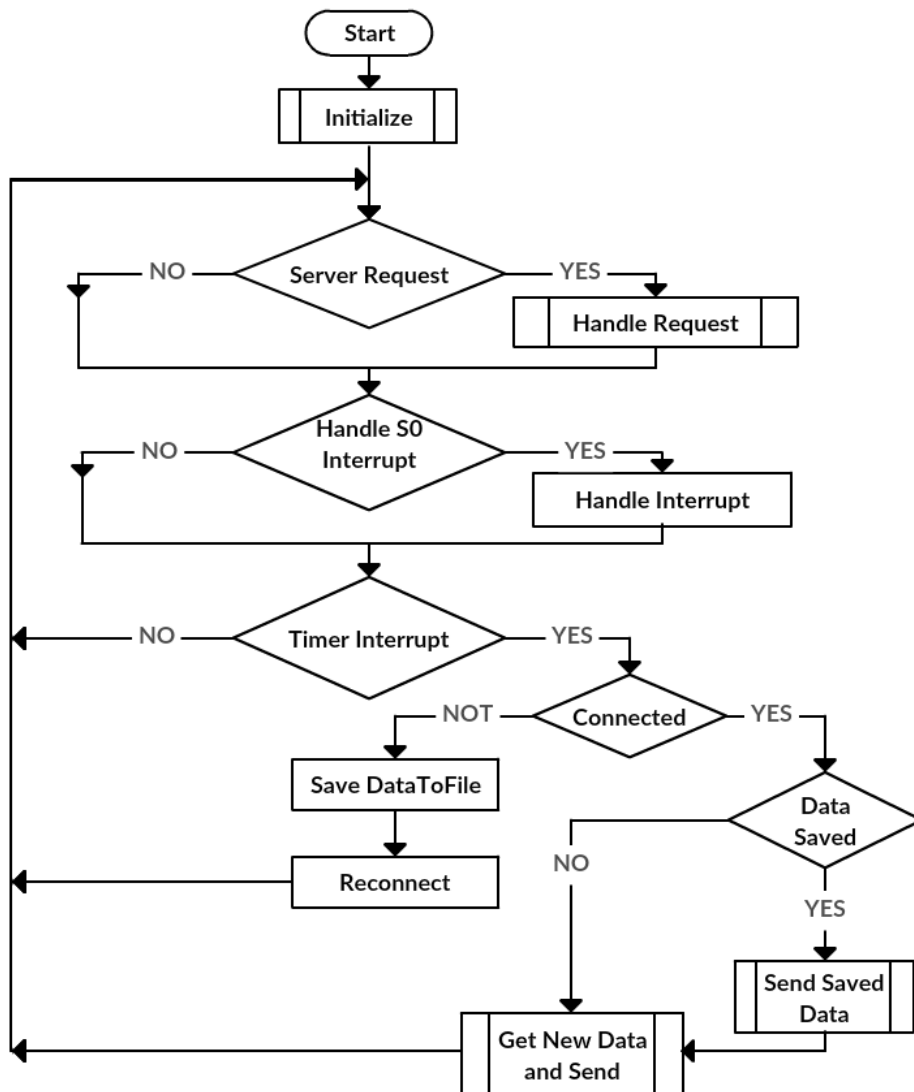 Start
Initialize
NO
Server Request
YES
Handle Request
NO
Handle S0
Interrupt
YES
Handle Interrupt
NO
Timer Interrupt
YES
NOT
Connected
YES
Save DataToFile
Data
Saved
NO
Reconnect
YES
Send Saved
Data
Get New Data
and Send